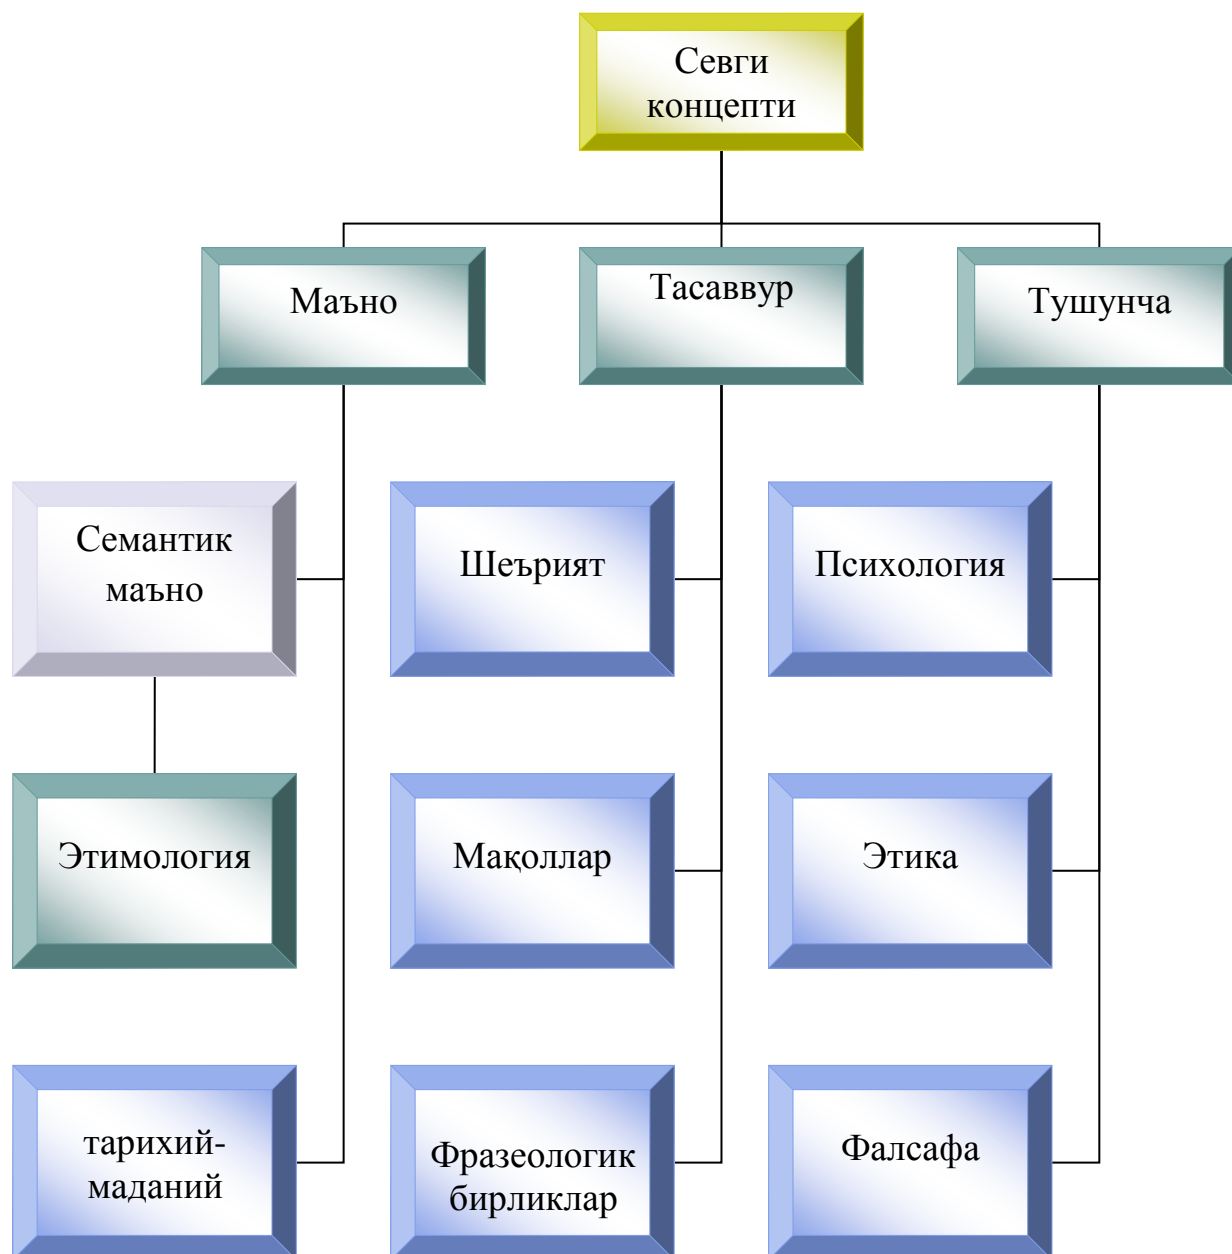 Севги
концепти
Маъно
Тасаввур
Тушунча
Семантик
маъно
Шеърият
Психология
Этимология
Мақоллар
Этика
тарихий-
маданий
Фразеологик
бирликлар
Фалсафа